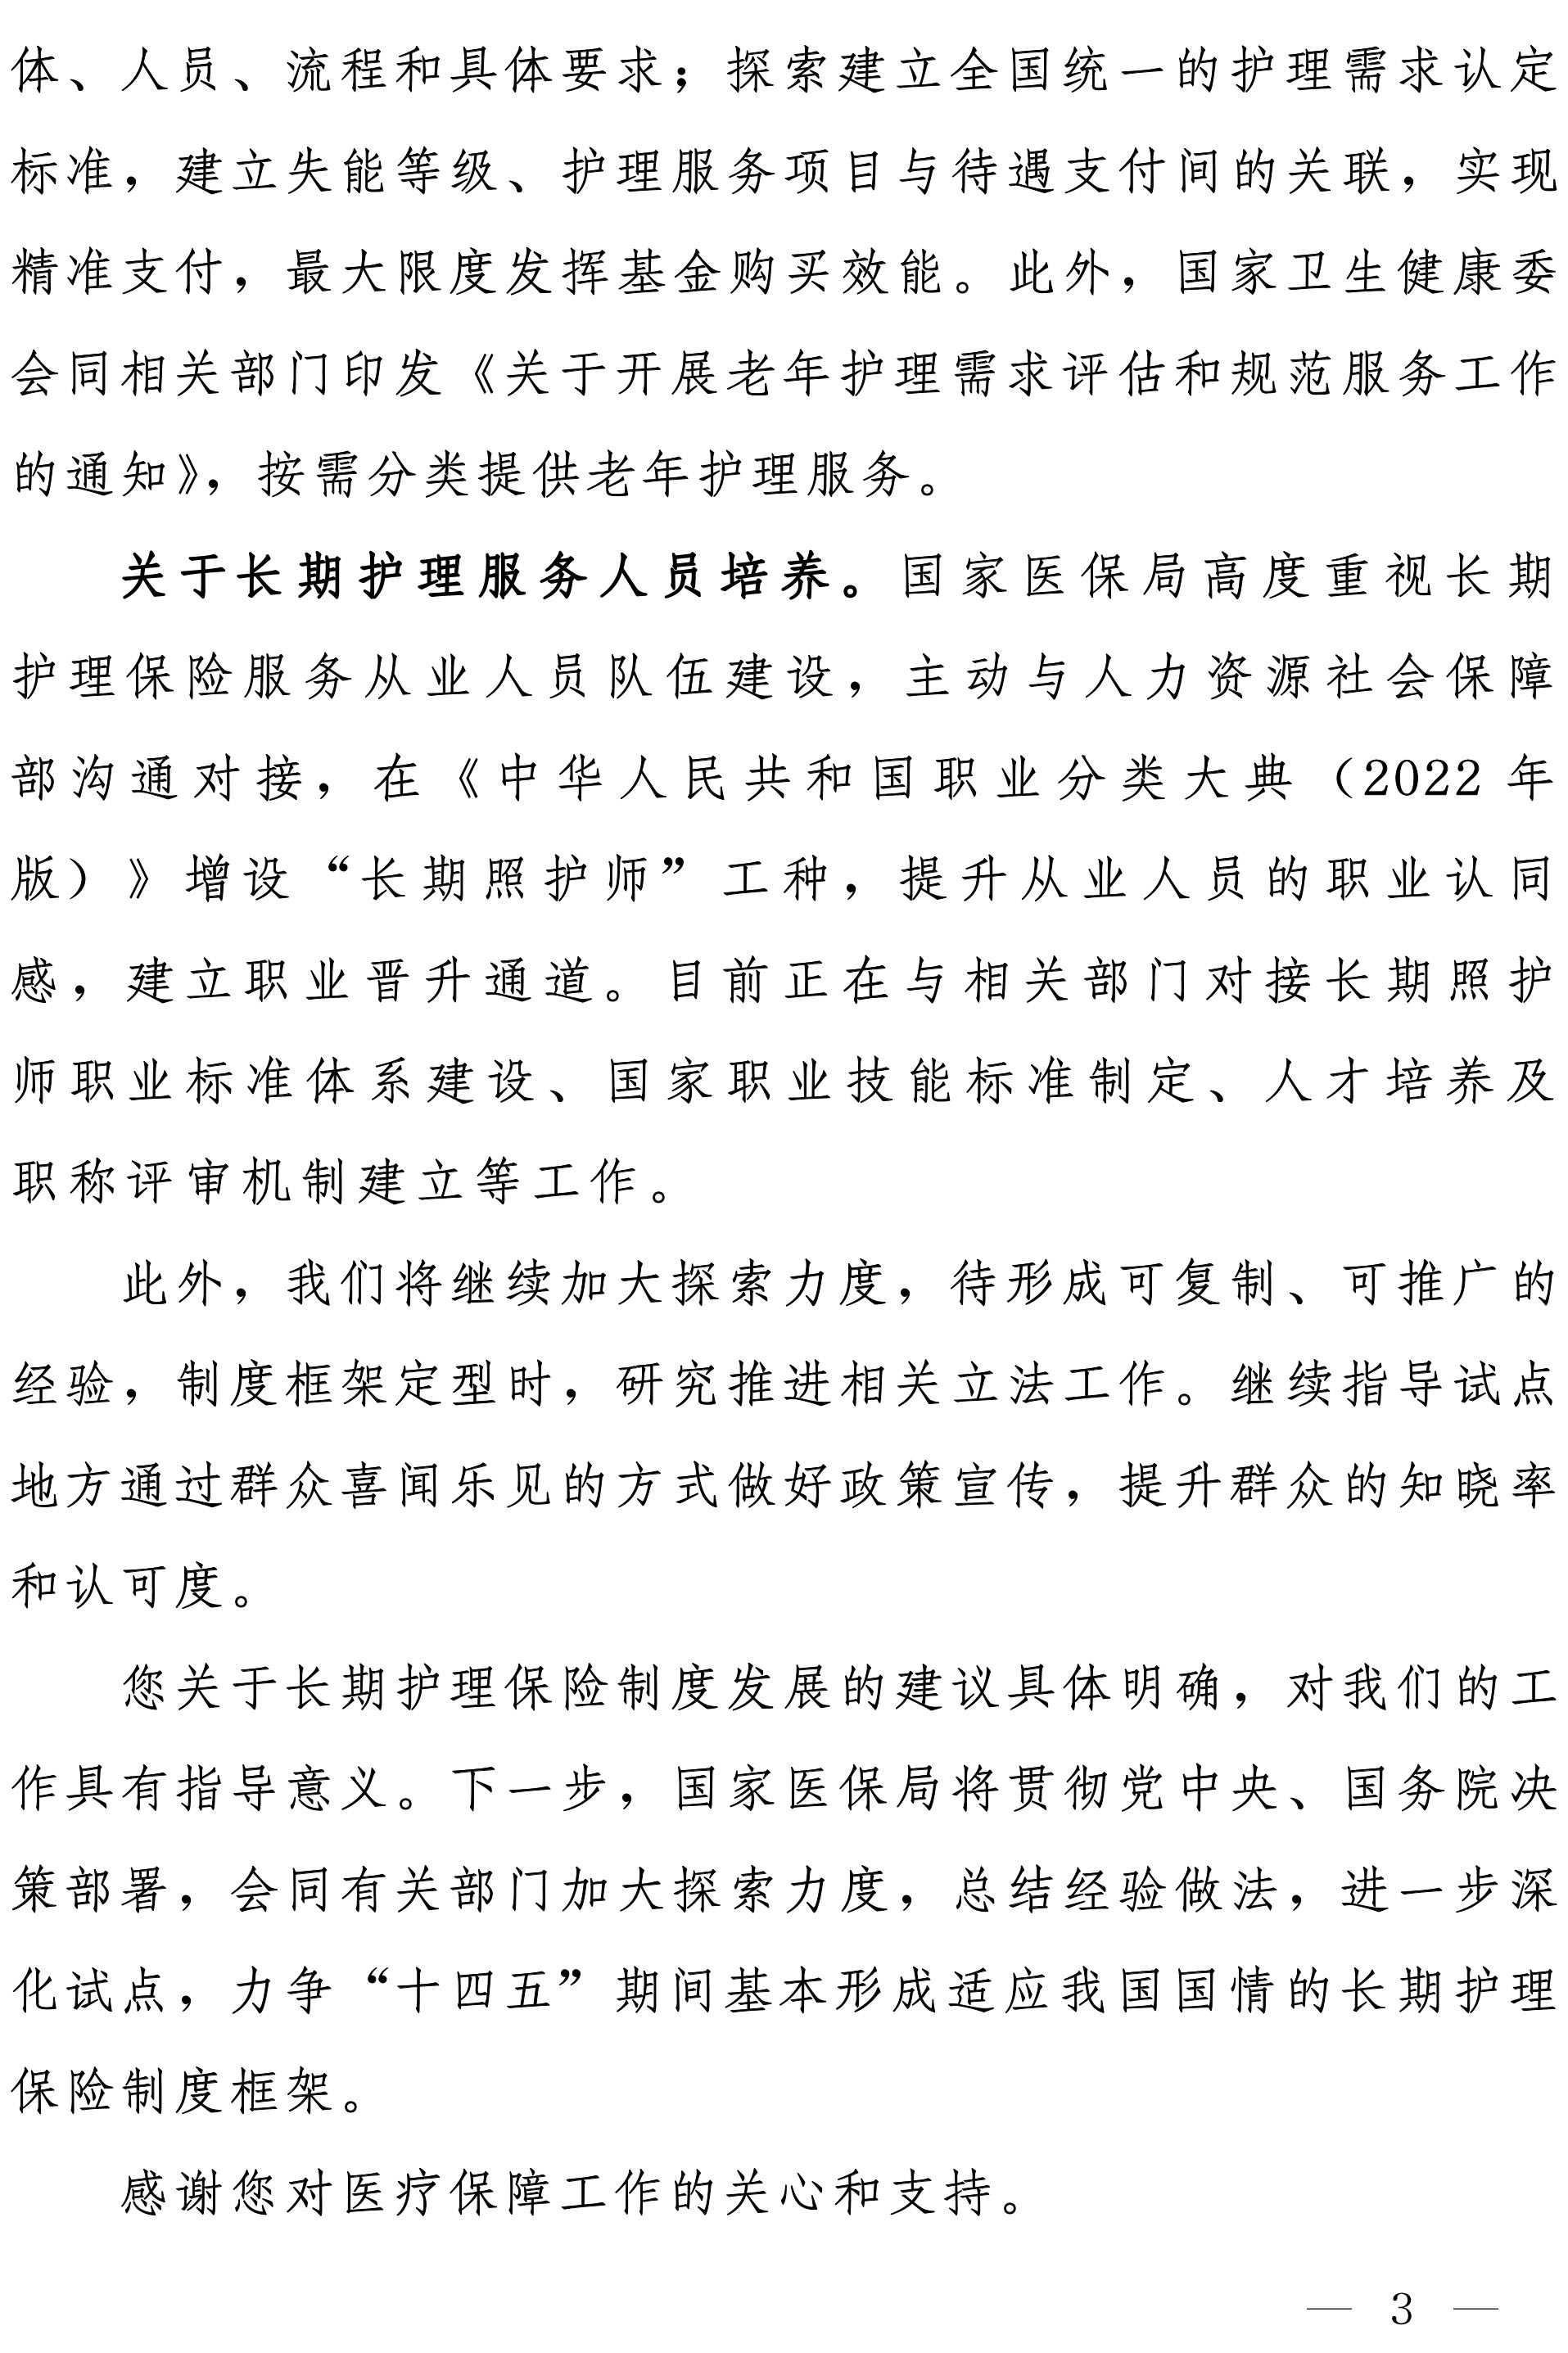 体、人员、流程和具体要求；探索建立全国统一的护理需求认定
标准，建立失能等级、护理服务项目与待遇支付间的关联，实现
精准支付，最大限度发挥基金购买效能。此外，国家卫生健康委
会同相关部门印发《关于开展老年护理需求评估和规范服务工作
的通知》，按需分类提供老年护理服务。
关于长期护理服务人员培养。国家医保局高度重视长期
护理保险服务从业人员队伍建设，主动与人力资源社会保障
部沟通对接，在《中华人民共和国职业分类大典（2022 年
版）》增设“长期照护师”工种，提升从业人员的职业认同
感，建立职业晋升通道。目前正在与相关部门对接长期照护
师职业标准体系建设、国家职业技能标准制定、人才培养及
职称评审机制建立等工作。
此外，我们将继续加大探索力度，待形成可复制、可推广的
经验，制度框架定型时，研究推进相关立法工作。继续指导试点
地方通过群众喜闻乐见的方式做好政策宣传，提升群众的知晓率
和认可度。
您关于长期护理保险制度发展的建议具体明确，对我们的工
作具有指导意义。下一步，国家医保局将贯彻党中央、国务院决
策部署，会同有关部门加大探索力度，总结经验做法，进一步深
化试点，力争“十四五”期间基本形成适应我国国情的长期护理
保险制度框架。
感谢您对医疗保障工作的关心和支持。
— 3 —